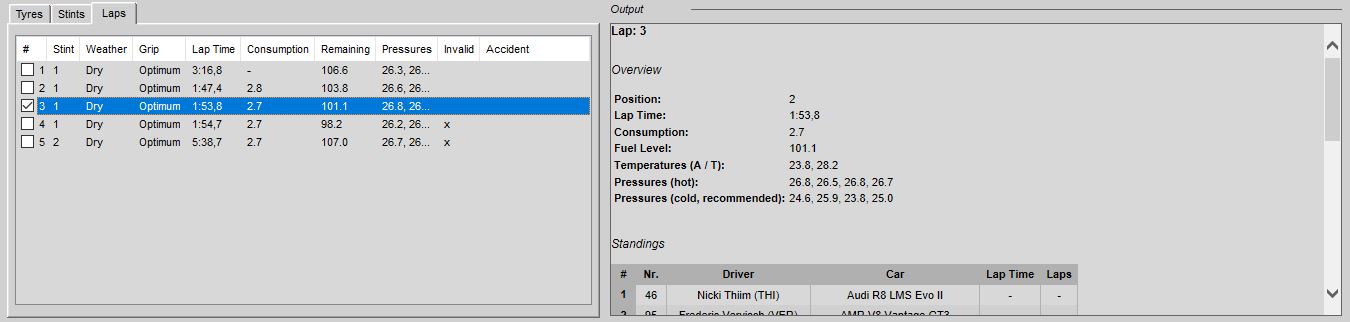 Tyres Stints Laps
# Stint Weather Grip Lap Time Consumption Remaining Pressures Invalid Accident
1 1 Dry Optimum 3:16,8 - 106.6 26.3, 26...
2 1 Dry Optimum 1:47,4 2.8 103.8 26.6, 26...
3 1 Dry Optimum 1:53,8 2.7 101.1 26.8, 26...
4 1 Dry Optimum 1:54,7 2.7 98.2 26.2, 26... x
5 2 Dry Optimum 5:38,7 2.7 107.0 26.7, 26... x
Output
Lap: 3
Overview
Position: 2
Lap Time: 1:53,8
Consumption: 2.7
Fuel Level: 101.1
Temperatures (A / T): 23.8, 28.2
Pressures (hot): 26.8, 26.5, 26.8, 26.7
Pressures (cold, recommended): 24.6, 25.9, 23.8, 25.0
Standings
# Nr. Driver Car Lap Time Laps
1 46 Nicki Thiim (THI) Audi R8 LMS Evo II - -
2 95 Frederic Vervisch (VER) AMR V8 Vantage GT3